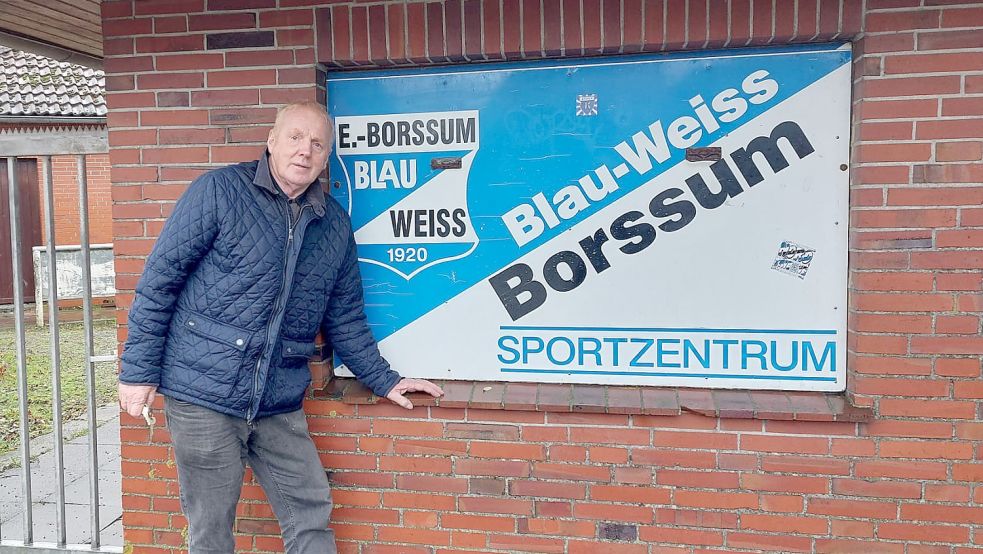 E.-BORSSUM
BLAU
WEISS
1920
Blau-Weiss
Borssum
SPORTZENTRUM